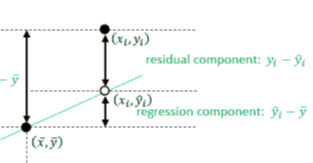 (xᵢ, yᵢ)
residual component: yᵢ − ŷᵢ
− ȳ
(xᵢ, ŷᵢ)
regression component: ŷᵢ − ȳ
(x̄, ȳ)